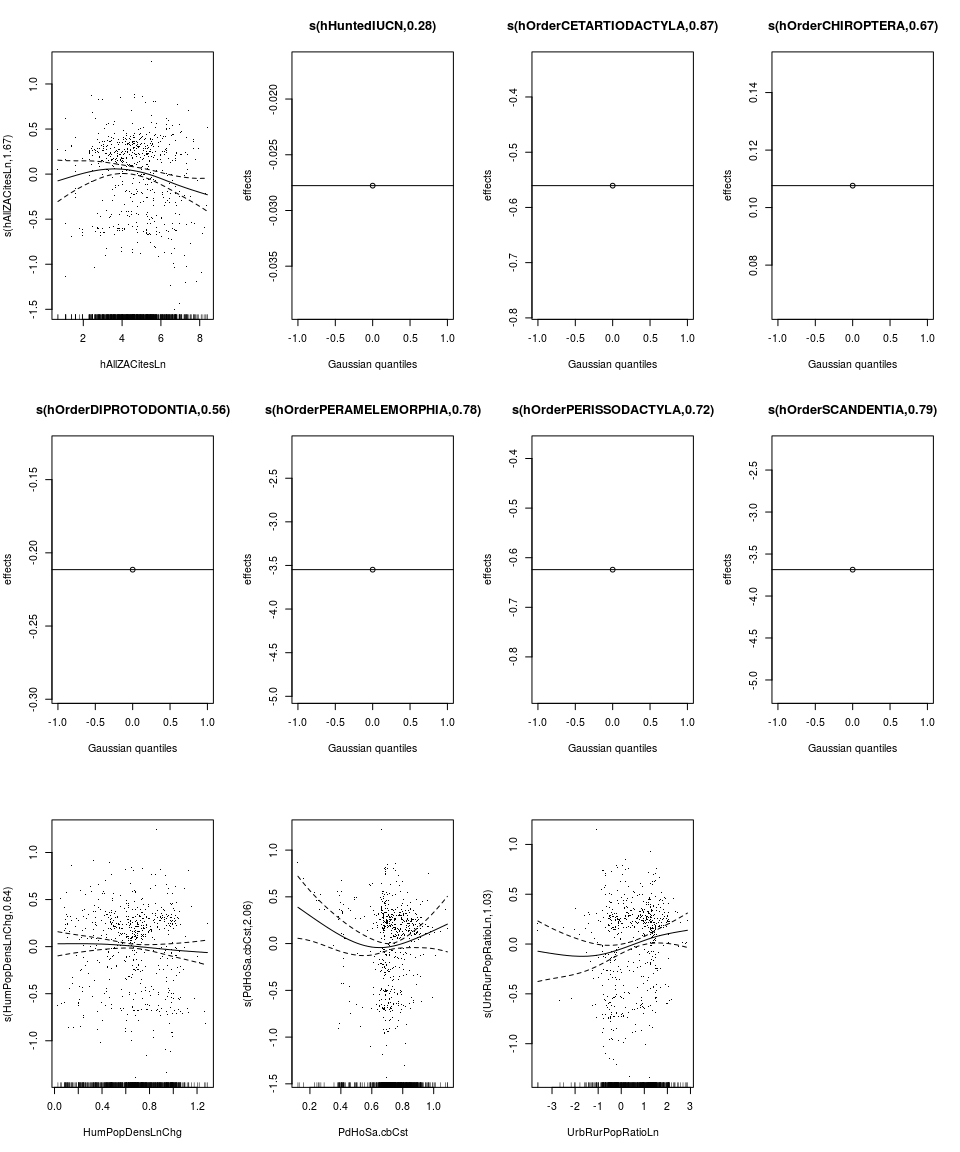 s(hHuntedIUCN,0.28)
s(hOrderCETARTIODACTYLA,0.87)
s(hOrderCHIROPTERA,0.67)
s(hAllZACitesLn,1.67)
1.0
0.5
0.0
-0.5
-1.0
-1.5
2 4 6 8
hAllZACitesLn
effects
-0.020
-0.025
-0.030
-0.035
-1.0 -0.5 0.0 0.5 1.0
Gaussian quantiles
effects
-0.4
-0.5
-0.6
-0.7
-0.8
-1.0 -0.5 0.0 0.5 1.0
Gaussian quantiles
effects
0.14
0.12
0.10
0.08
-1.0 -0.5 0.0 0.5 1.0
Gaussian quantiles
s(hOrderDIPROTODONTIA,0.56)
s(hOrderPERAMELEMORPHIA,0.78)
s(hOrderPERISSODACTYLA,0.72)
s(hOrderSCANDENTIA,0.79)
effects
-0.15
-0.20
-0.25
-0.30
-1.0 -0.5 0.0 0.5 1.0
Gaussian quantiles
effects
-2.5
-3.0
-3.5
-4.0
-4.5
-5.0
-1.0 -0.5 0.0 0.5 1.0
Gaussian quantiles
effects
-0.4
-0.5
-0.6
-0.7
-0.8
-1.0 -0.5 0.0 0.5 1.0
Gaussian quantiles
effects
-2.5
-3.0
-3.5
-4.0
-4.5
-5.0
-1.0 -0.5 0.0 0.5 1.0
Gaussian quantiles
s(HumPopDensLnChg,0.64)
1.0
0.5
0.0
-0.5
-1.0
0.0 0.4 0.8 1.2
HumPopDensLnChg
s(PdHoSa.cbCst,2.06)
1.0
0.5
0.0
-0.5
-1.0
-1.5
0.2 0.4 0.6 0.8 1.0
PdHoSa.cbCst
s(UrbRurPopRatioLn,1.03)
1.0
0.5
0.0
-0.5
-1.0
-3 -2 -1 0 1 2 3
UrbRurPopRatioLn